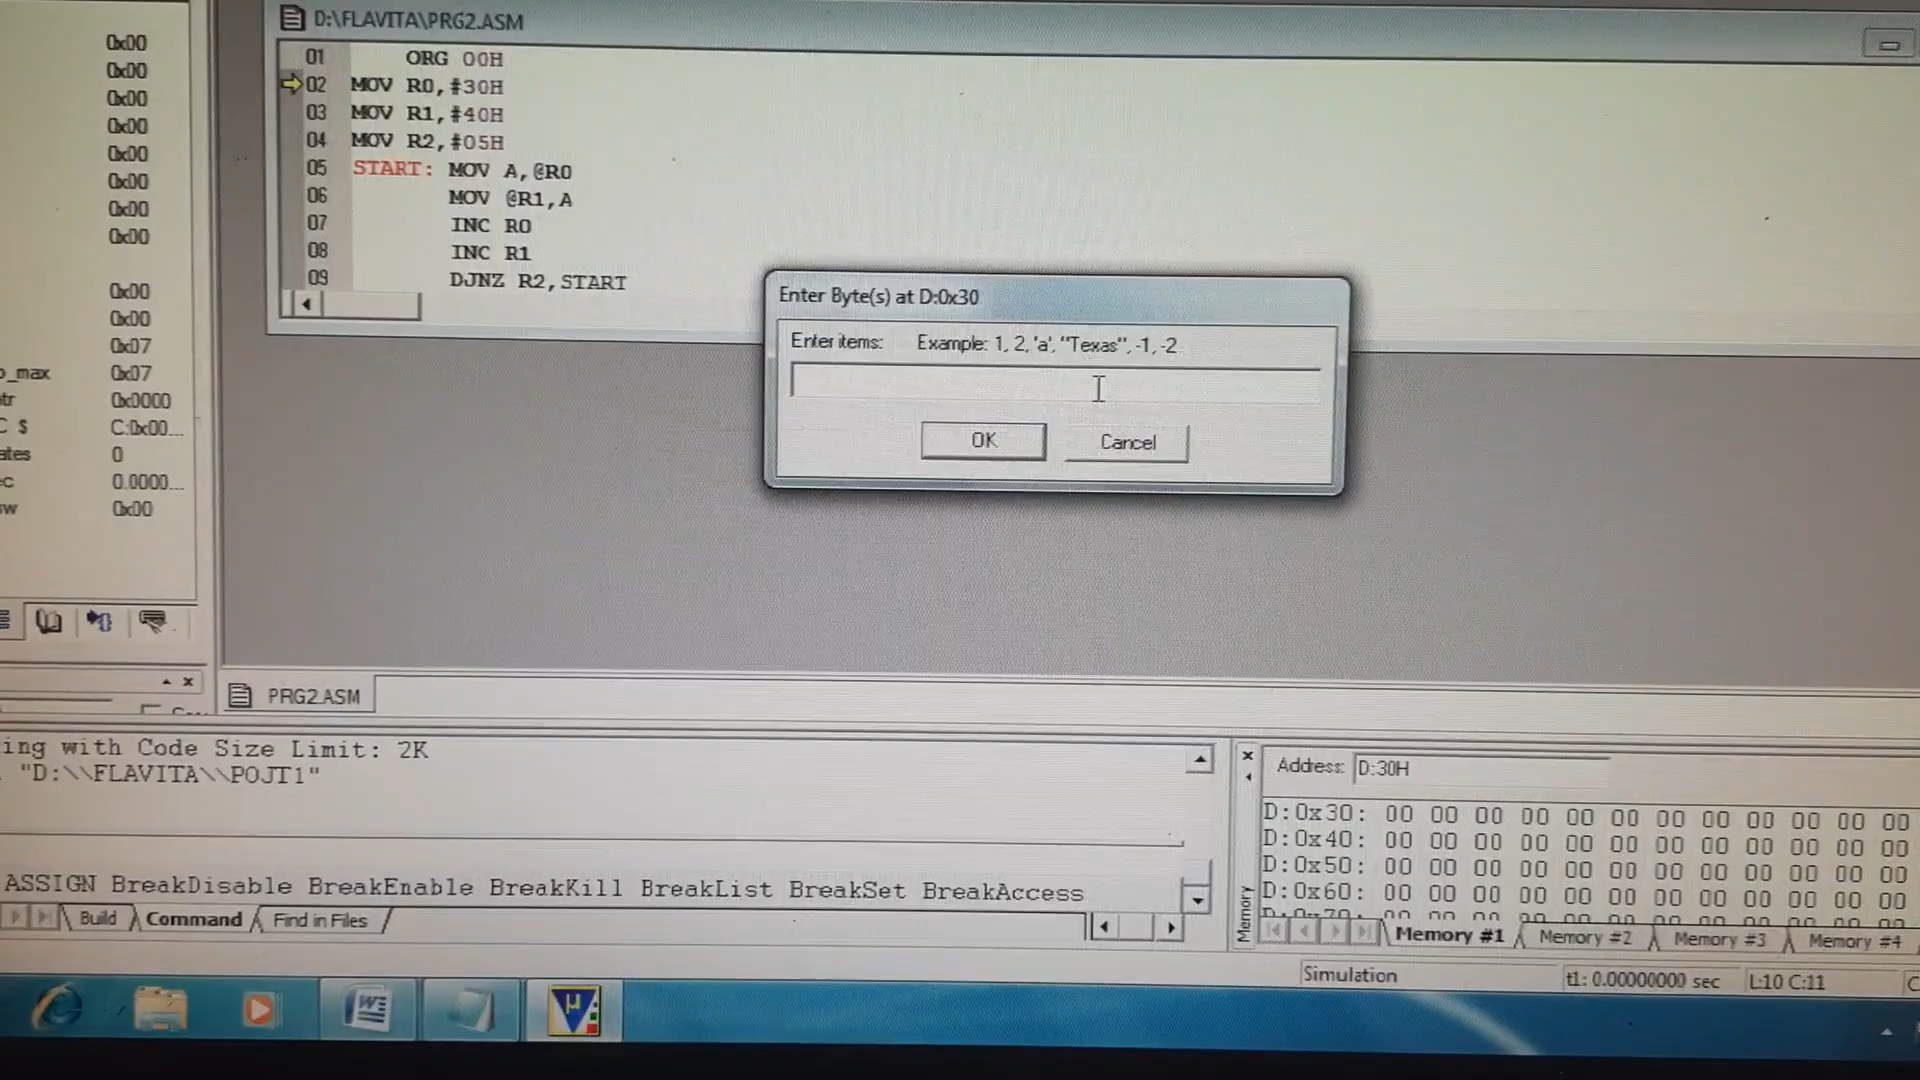 D:\FLAVITA\PRG2.ASM
01 ORG 00H
02 MOV R0,#30H
03 MOV R1,#40H
04 MOV R2,#05H
05 START: MOV A,@R0
06 MOV @R1,A
07 INC R0
08 INC R1
09 DJNZ R2,START
0x00
0x00
0x00
0x00
0x00
0x00
0x00
0x00
0x00
0x00
0x07
_max 0x07
tr 0x0000
C $ C:0x00...
ates 0
c 0.0000...
sw 0x00
Enter Byte(s) at D:0x30
Enter items: Example: 1, 2, 'a', "Texas", -1, -2
OK
Cancel
PRG2.ASM
ing with Code Size Limit: 2K
"D:\\FLAVITA\\POJT1"
ASSIGN BreakDisable BreakEnable BreakKill BreakList BreakSet BreakAccess
Build Command Find in Files
Memory
Address: D:30H
D:0x30: 00 00 00 00 00 00 00 00 00 00 00 00
D:0x40: 00 00 00 00 00 00 00 00 00 00 00 00
D:0x50: 00 00 00 00 00 00 00 00 00 00 00 00
D:0x60: 00 00 00 00 00 00 00 00 00 00 00 00
Memory #1 Memory #2 Memory #3 Memory #4
Simulation
t1: 0.00000000 sec
L:10 C:11